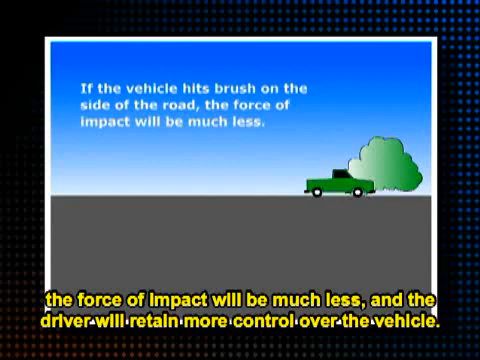 If the vehicle hits brush on the
side of the road, the force of
impact will be much less.
the force of impact will be much less, and the
driver will retain more control over the vehicle.